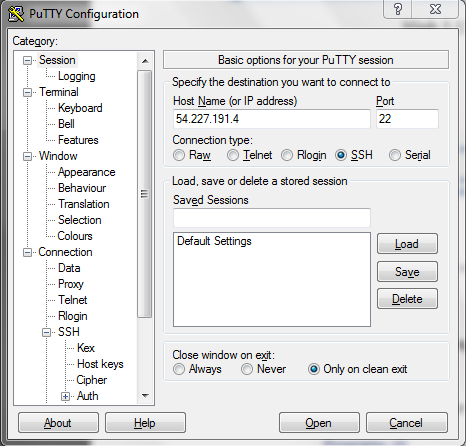 PuTTY Configuration
Category:
Session
Logging
Terminal
Keyboard
Bell
Features
Window
Appearance
Behaviour
Translation
Selection
Colours
Connection
Data
Proxy
Telnet
Rlogin
SSH
Kex
Host keys
Cipher
Auth
Basic options for your PuTTY session
Specify the destination you want to connect to
Host Name (or IP address) Port
54.227.191.4 22
Connection type:
Raw Telnet Rlogin SSH Serial
Load, save or delete a stored session
Saved Sessions
Default Settings
Load
Save
Delete
Close window on exit:
Always Never Only on clean exit
About Help Open Cancel